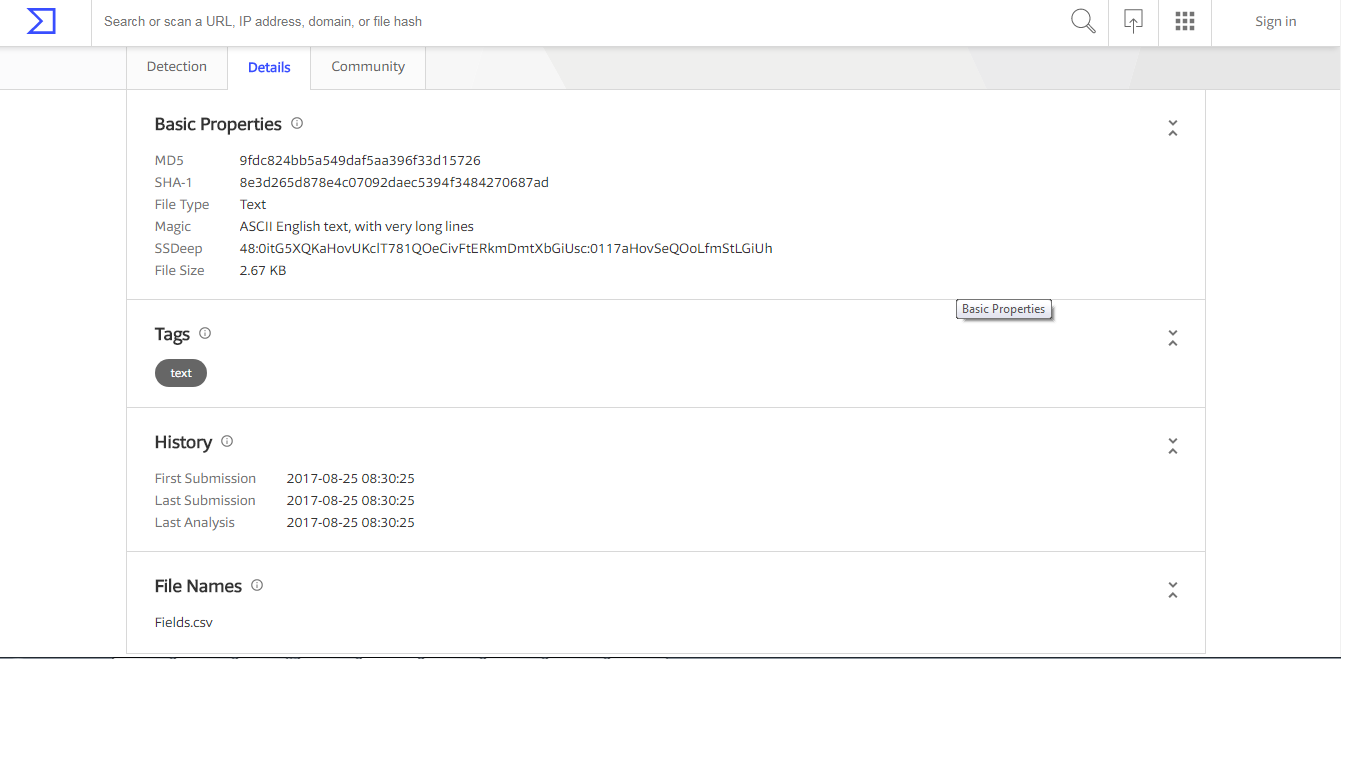 Search or scan a URL, IP address, domain, or file hash
Sign in
Detection Details Community
Basic Properties
MD5 9fdc824bb5a549daf5aa396f33d15726
SHA-1 8e3d265d878e4c07092daec5394f3484270687ad
File Type Text
Magic ASCII English text, with very long lines
SSDeep 48:0itG5XQKaHovUKclT781QOeCivFtERkmDmtXbGiUsc:0117aHovSeQOoLfmStLGiUh
File Size 2.67 KB
Basic Properties
Tags
text
History
First Submission 2017-08-25 08:30:25
Last Submission 2017-08-25 08:30:25
Last Analysis 2017-08-25 08:30:25
File Names
Fields.csv